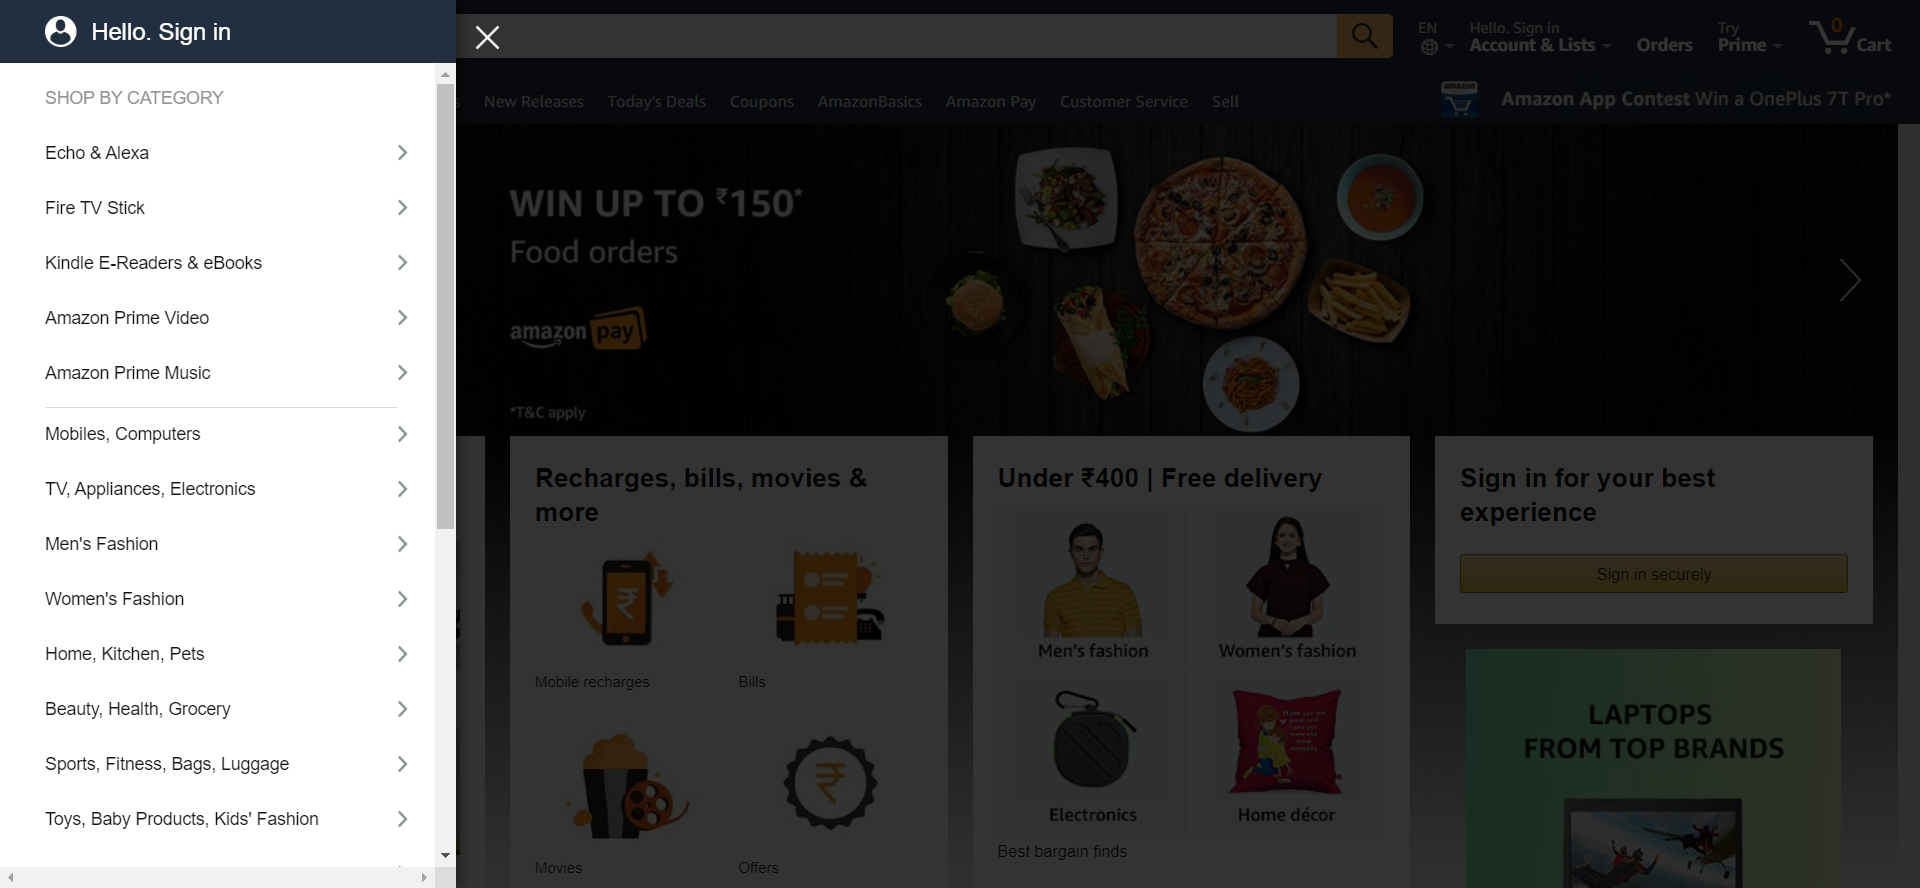 Hello. Sign in
SHOP BY CATEGORY
Echo & Alexa
Fire TV Stick
Kindle E-Readers & eBooks
Amazon Prime Video
Amazon Prime Music
Mobiles, Computers
TV, Appliances, Electronics
Men's Fashion
Women's Fashion
Home, Kitchen, Pets
Beauty, Health, Grocery
Sports, Fitness, Bags, Luggage
Toys, Baby Products, Kids' Fashion
EN
Hello. Sign in
Account & Lists
Orders
Try
Prime
0
Cart
New Releases
Today's Deals
Coupons
AmazonBasics
Amazon Pay
Customer Service
Sell
amazon
Amazon App Contest Win a OnePlus 7T Pro*
WIN UP TO ₹150*
Food orders
amazon pay
*T&C apply
Recharges, bills, movies &
more
Mobile recharges
Bills
Movies
Offers
Under ₹400 | Free delivery
Men's fashion
Women's fashion
Electronics
Home décor
Best bargain finds
Sign in for your best
experience
Sign in securely
LAPTOPS
FROM TOP BRANDS